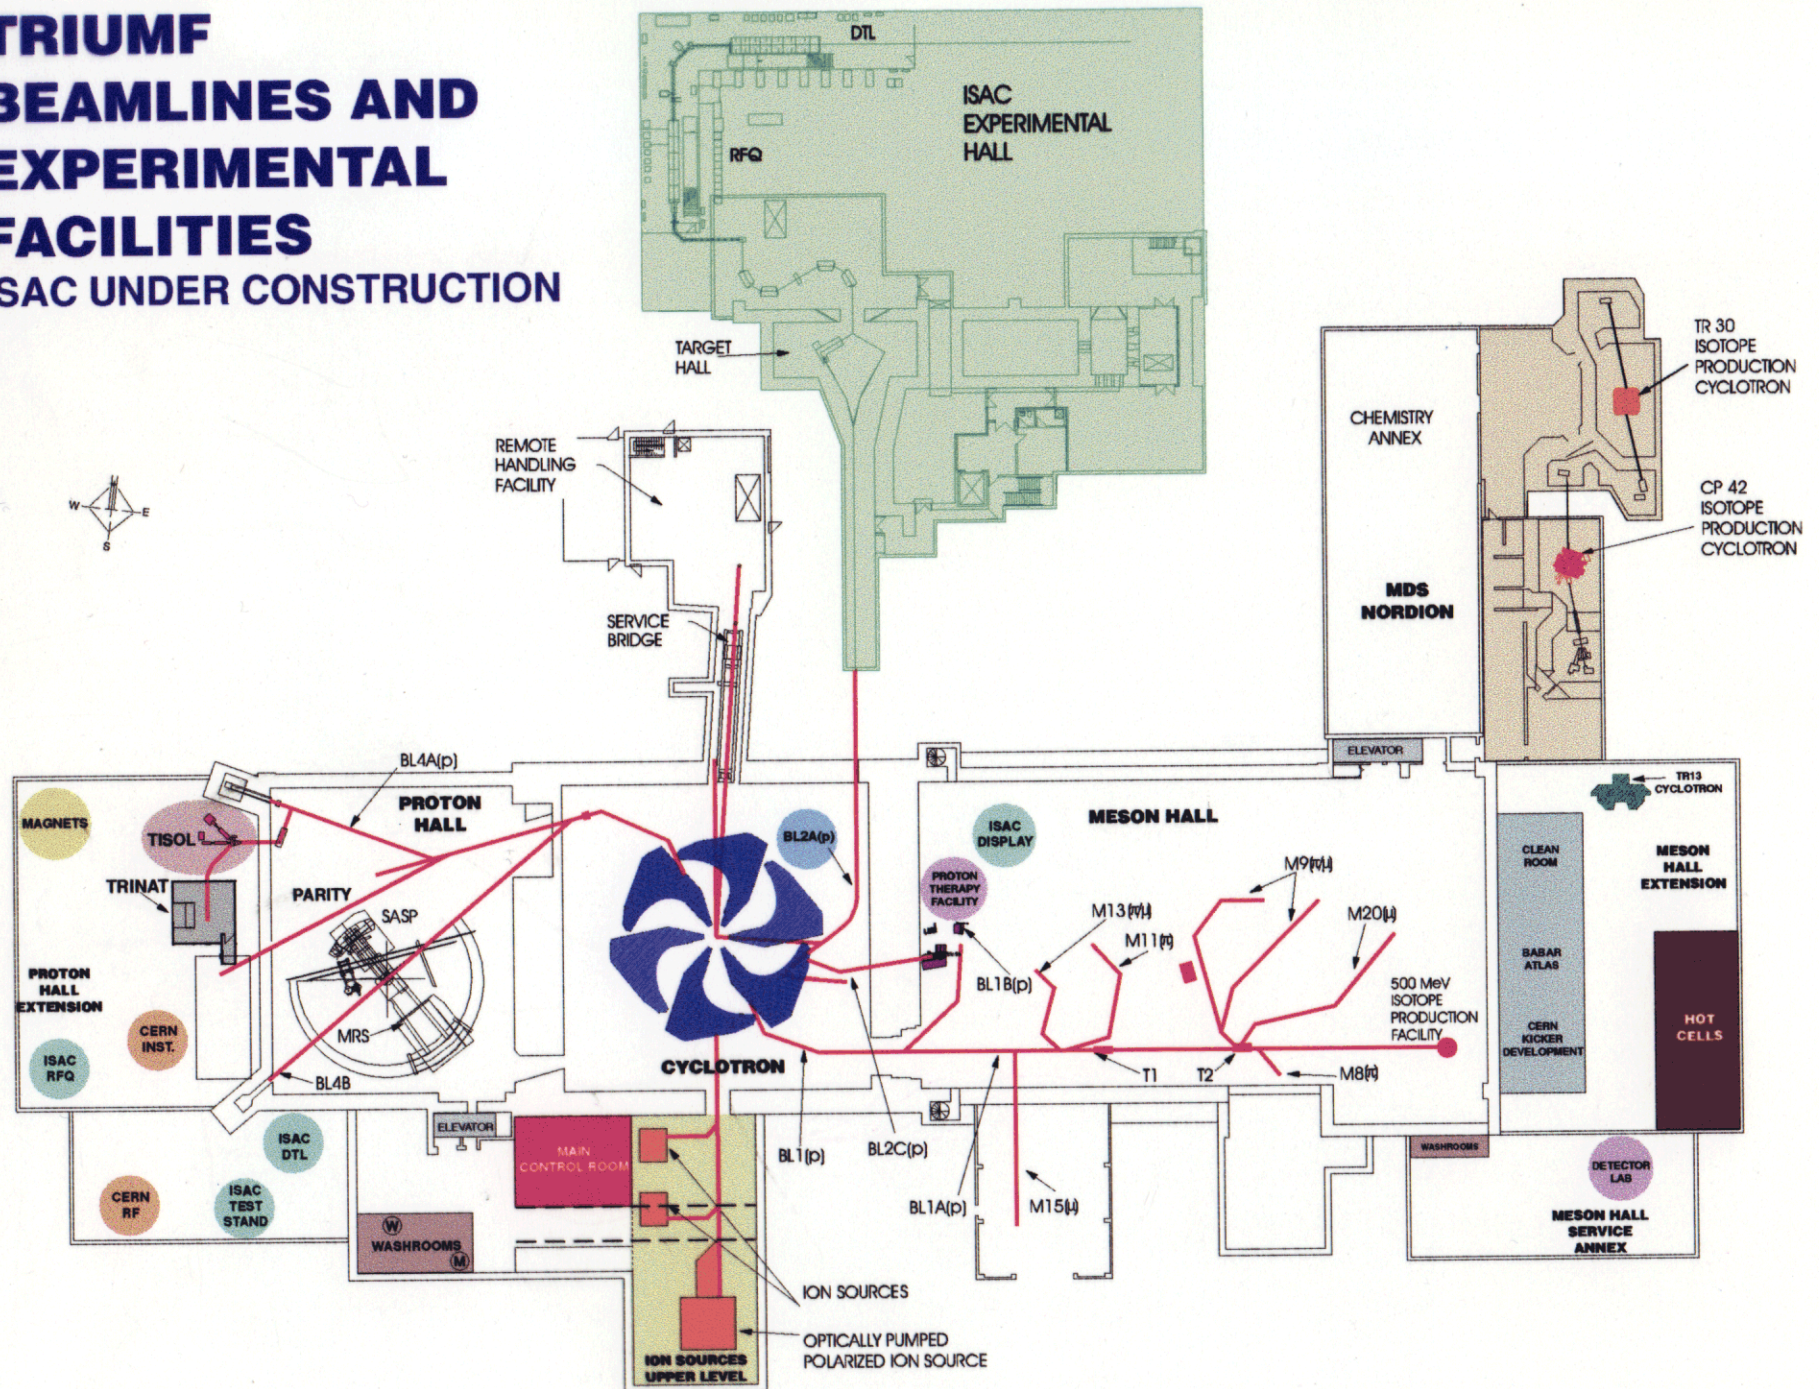 TRIUMF
BEAMLINES AND
EXPERIMENTAL
FACILITIES
ISAC UNDER CONSTRUCTION
DTL
ISAC
EXPERIMENTAL
HALL
RFQ
TARGET
HALL
REMOTE
HANDLING
FACILITY
SERVICE
BRIDGE
W
E
S
TR 30
ISOTOPE
PRODUCTION
CYCLOTRON
CHEMISTRY
ANNEX
CP 42
ISOTOPE
PRODUCTION
CYCLOTRON
MDS
NORDION
ELEVATOR
TR13
CYCLOTRON
BL4A(p)
PROTON
HALL
MAGNETS
TISOL
TRINAT
PARITY
SASP
BL2A(p)
ISAC
DISPLAY
MESON HALL
PROTON
THERAPY
FACILITY
M9(π/μ)
M13(π/μ)
M11(π)
M20(μ)
CLEAN
ROOM
MESON
HALL
EXTENSION
BABAR
ATLAS
CERN
KICKER
DEVELOPMENT
HOT
CELLS
BL1B(p)
500 MeV
ISOTOPE
PRODUCTION
FACILITY
PROTON
HALL
EXTENSION
CERN
INST.
ISAC
RFQ
MRS
BL4B
CYCLOTRON
T1
T2
M8(π)
ELEVATOR
ISAC
DTL
MAIN
CONTROL ROOM
BL1(p)
BL2C(p)
BL1A(p)
M15(μ)
WASHROOMS
DETECTOR
LAB
MESON HALL
SERVICE
ANNEX
CERN
RF
ISAC
TEST
STAND
W
WASHROOMS
M
ION SOURCES
OPTICALLY PUMPED
POLARIZED ION SOURCE
ION SOURCES
UPPER LEVEL